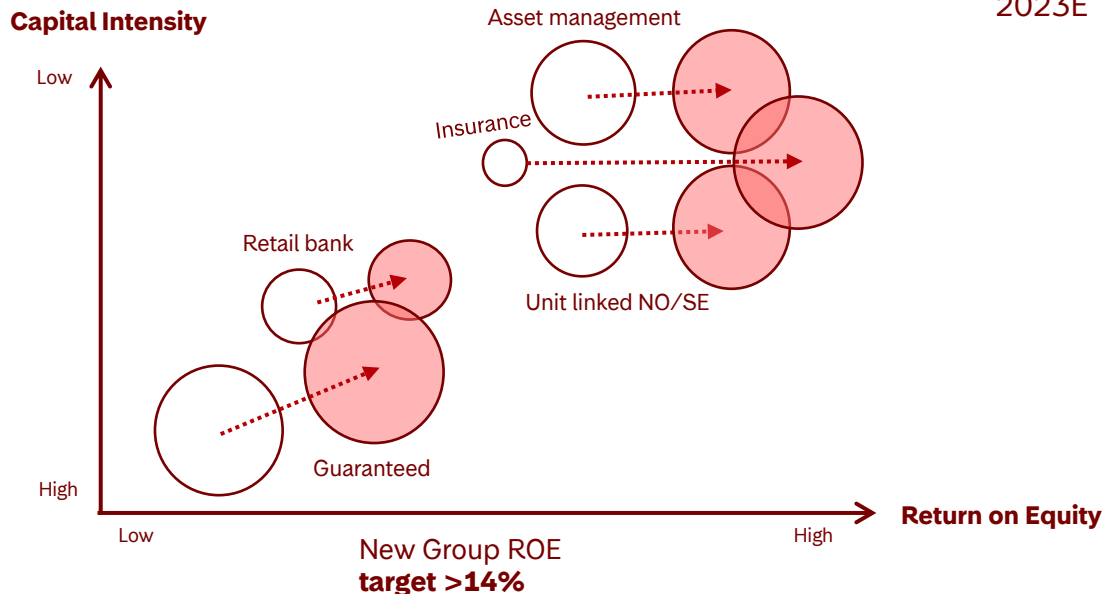 2023E
Capital Intensity
Asset management
Low
Insurance
Retail bank
Unit linked NO/SE
Guaranteed
High
Return on Equity
Low
High
New Group ROE
target >14%